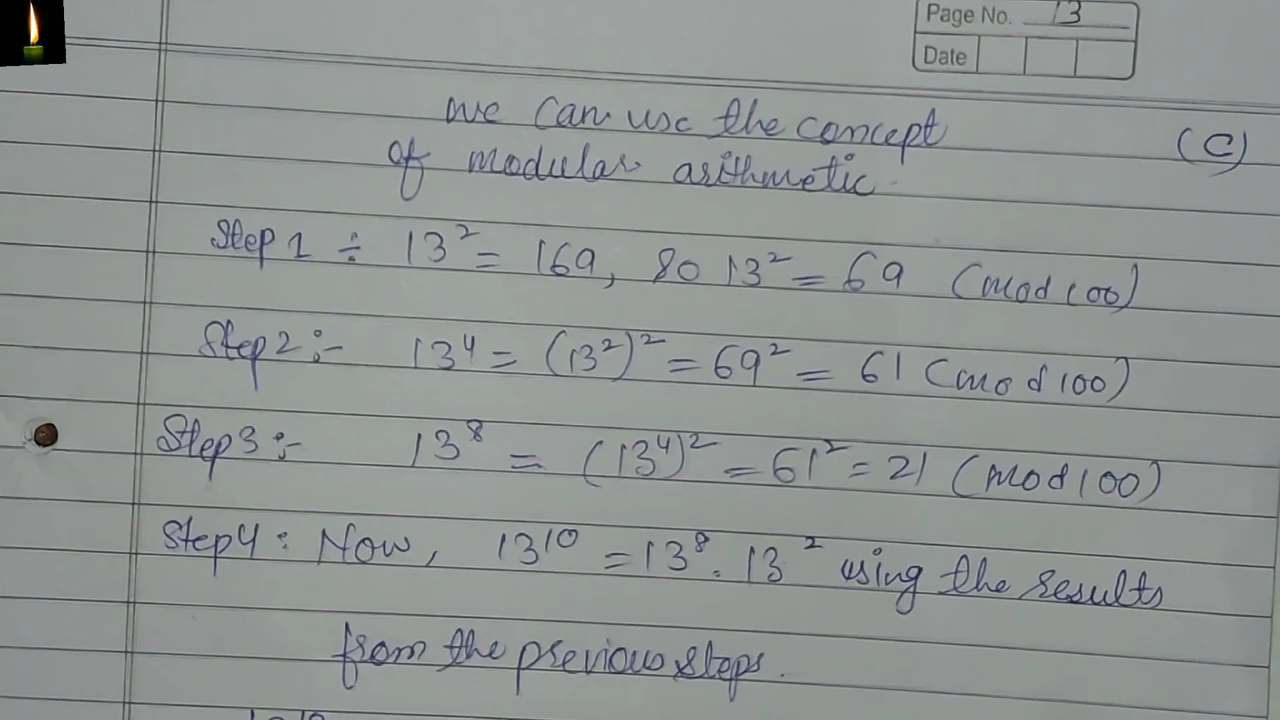 Page No. 13
Date
we can use the concept
(C)
of modular arithmetic.
Step 1 ÷ 13² = 169, so 13² = 69 (mod 100)
Step 2 :- 13⁴ = (13²)² = 69² = 61 (mod 100)
Step 3 :- 13⁸ = (13⁴)² = 61² = 21 (mod 100)
Step 4 : Now, 13¹⁰ = 13⁸ . 13² using the results
from the previous steps.